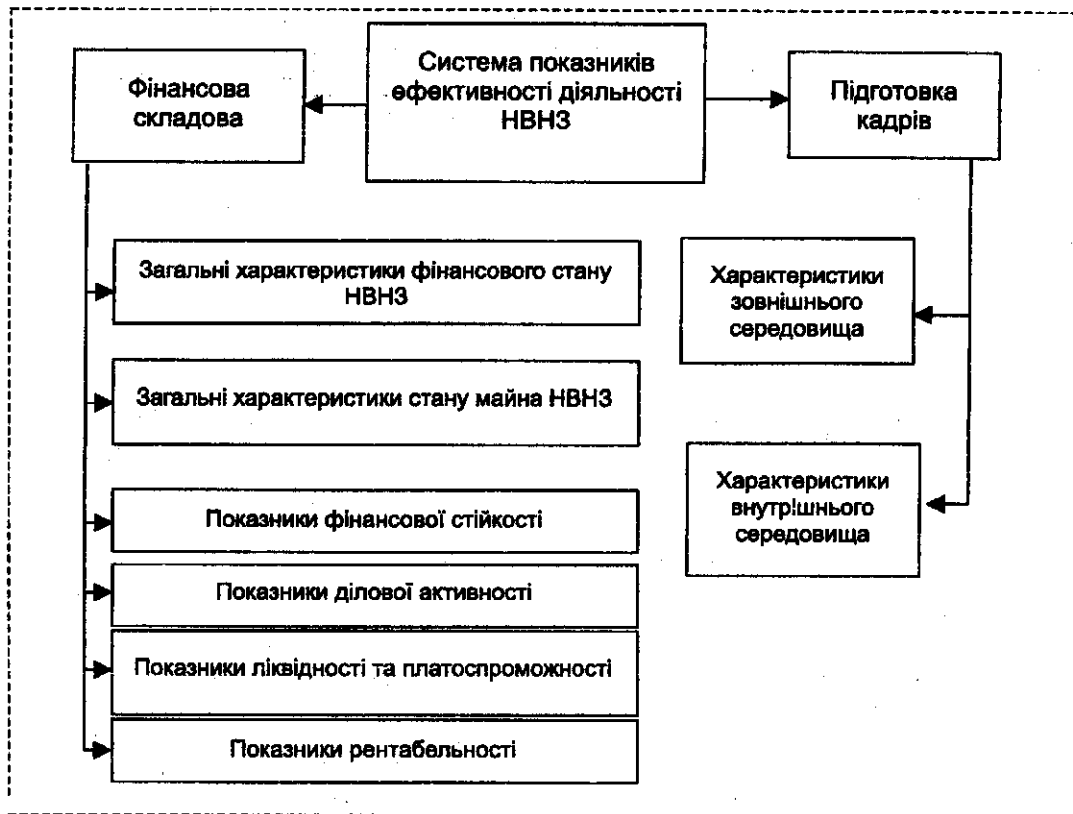 Система показників
ефективності діяльності
НВНЗ
Фінансова
складова
Підготовка
кадрів
Загальні характеристики фінансового стану
НВНЗ
Загальні характеристики стану майна НВНЗ
Показники фінансової стійкості
Показники ділової активності
Показники ліквідності та платоспроможності
Показники рентабельності
Характеристики
зовнішнього
середовища
Характеристики
внутрішнього
середовища